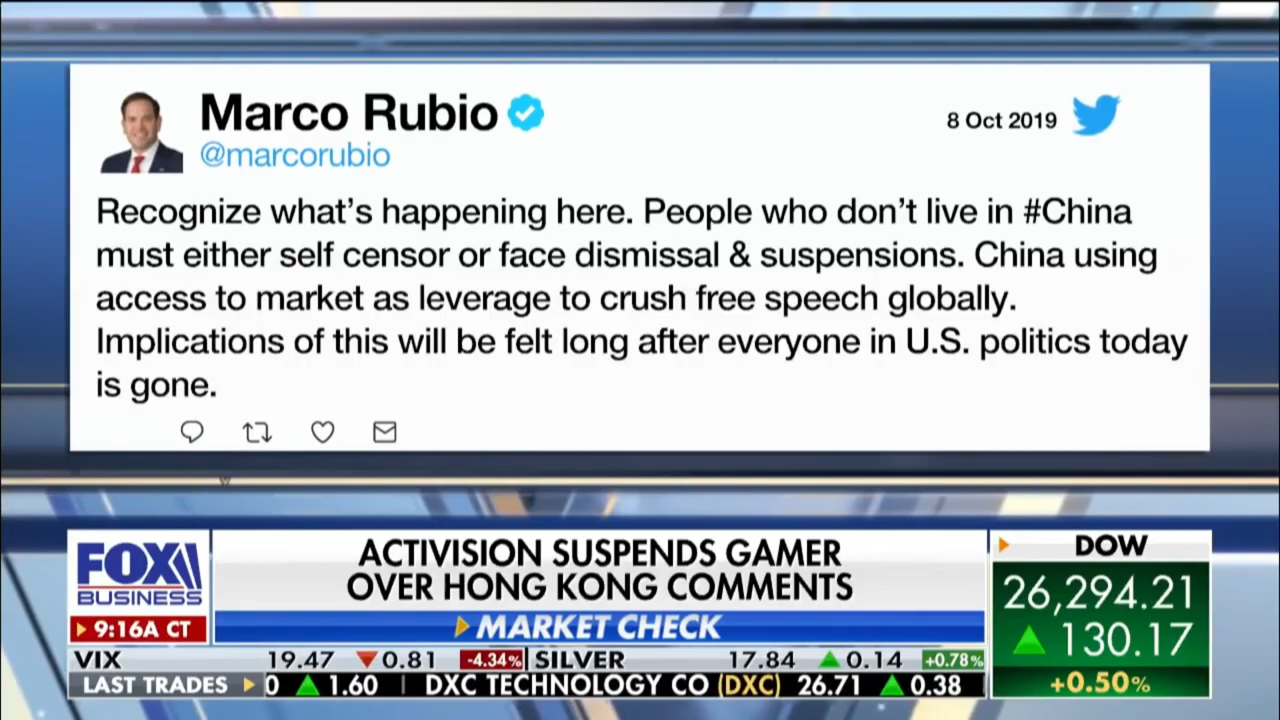 Marco Rubio
@marcorubio
8 Oct 2019
Recognize what's happening here. People who don't live in #China
must either self censor or face dismissal & suspensions. China using
access to market as leverage to crush free speech globally.
Implications of this will be felt long after everyone in U.S. politics today
is gone.
FOX
BUSINESS
9:16A CT
ACTIVISION SUSPENDS GAMER
OVER HONG KONG COMMENTS
MARKET CHECK
DOW
26,294.21
130.17
+0.50%
VIX 19.47 0.81 -4.34% SILVER 17.84 0.14 +0.78%
LAST TRADES 0 1.60 DXC TECHNOLOGY CO (DXC) 26.71 0.38